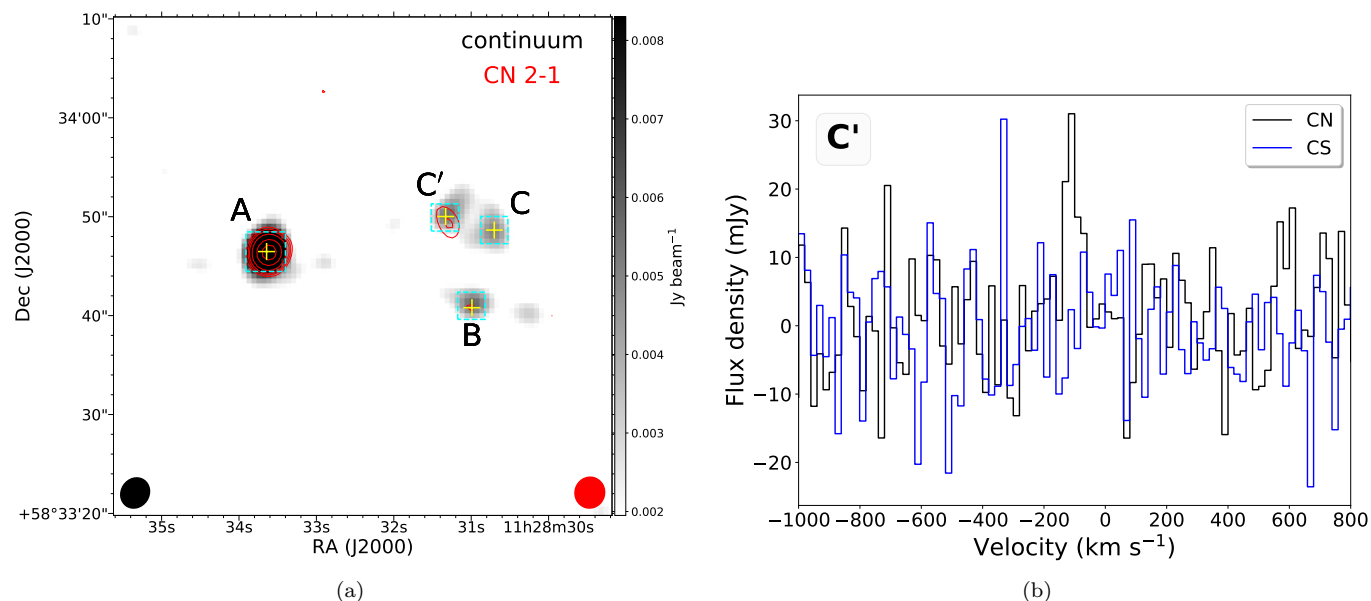 continuum
CN 2-1
A
C′
C
B
10"
34'00"
50"
40"
30"
+58°33'20"
Dec (J2000)
35s 34s 33s 32s 31s 11h28m30s
RA (J2000)
0.008
0.007
0.006
0.005
0.004
0.003
0.002
Jy beam⁻¹
(a)
C'
CN
CS
30
20
10
0
−10
−20
Flux density (mJy)
−1000 −800 −600 −400 −200 0 200 400 600 800
Velocity (km s⁻¹)
(b)